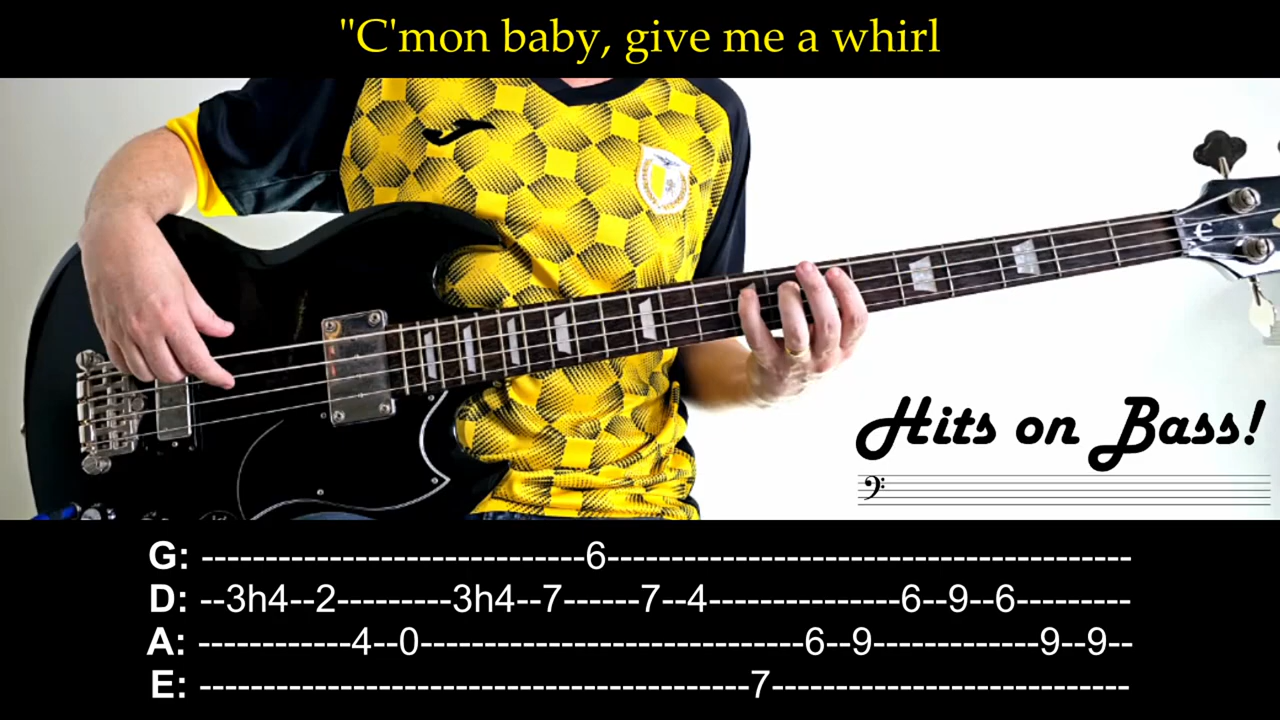 "C'mon baby, give me a whirl
Hits on Bass!
G: --------------------------------6-----------------------------------------
D: --3h4--2---------3h4--7------7--4---------------6--9--6---------
A: ------------4--0------------------------------6--9-------------9--9--
E: -------------------------------------------7----------------------------